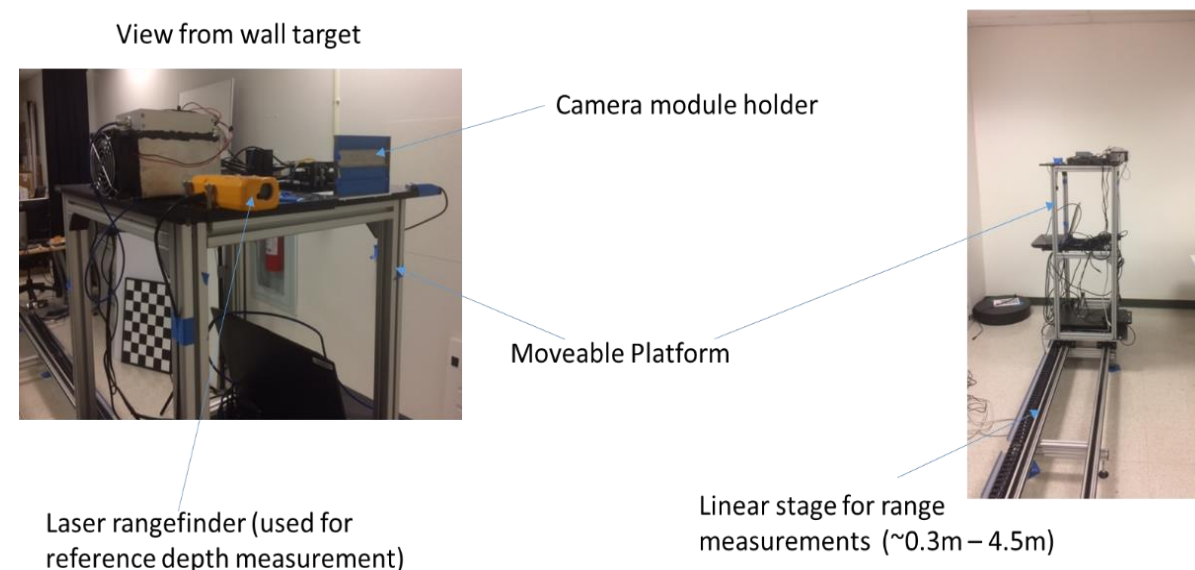 View from wall target
Camera module holder
Moveable Platform
Laser rangefinder (used for
reference depth measurement)
Linear stage for range
measurements  (~0.3m – 4.5m)